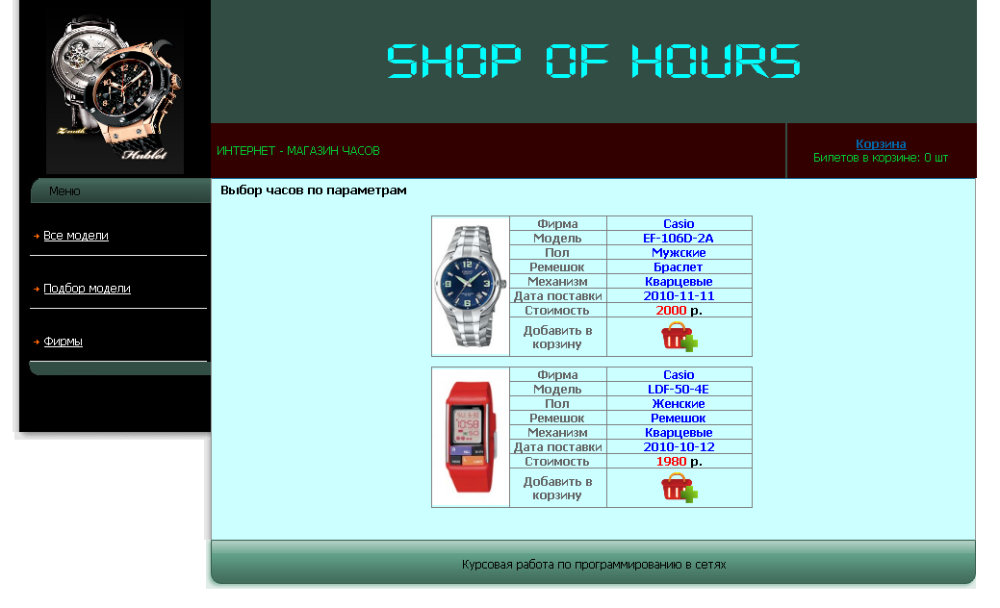 SHOP OF HOURS
Zenith
Hublot
ИНТЕРНЕТ - МАГАЗИН ЧАСОВ
Корзина
Билетов в корзине: 0 шт
Меню
Все модели
Подбор модели
Фирмы
Выбор часов по параметрам
Фирма Casio
Модель EF-106D-2A
Пол Мужские
Ремешок Браслет
Механизм Кварцевые
Дата поставки 2010-11-11
Стоимость 2000 р.
Добавить в
корзину
Фирма Casio
Модель LDF-50-4E
Пол Женские
Ремешок Ремешок
Механизм Кварцевые
Дата поставки 2010-10-12
Стоимость 1980 р.
Добавить в
корзину
Курсовая работа по программированию в сетях